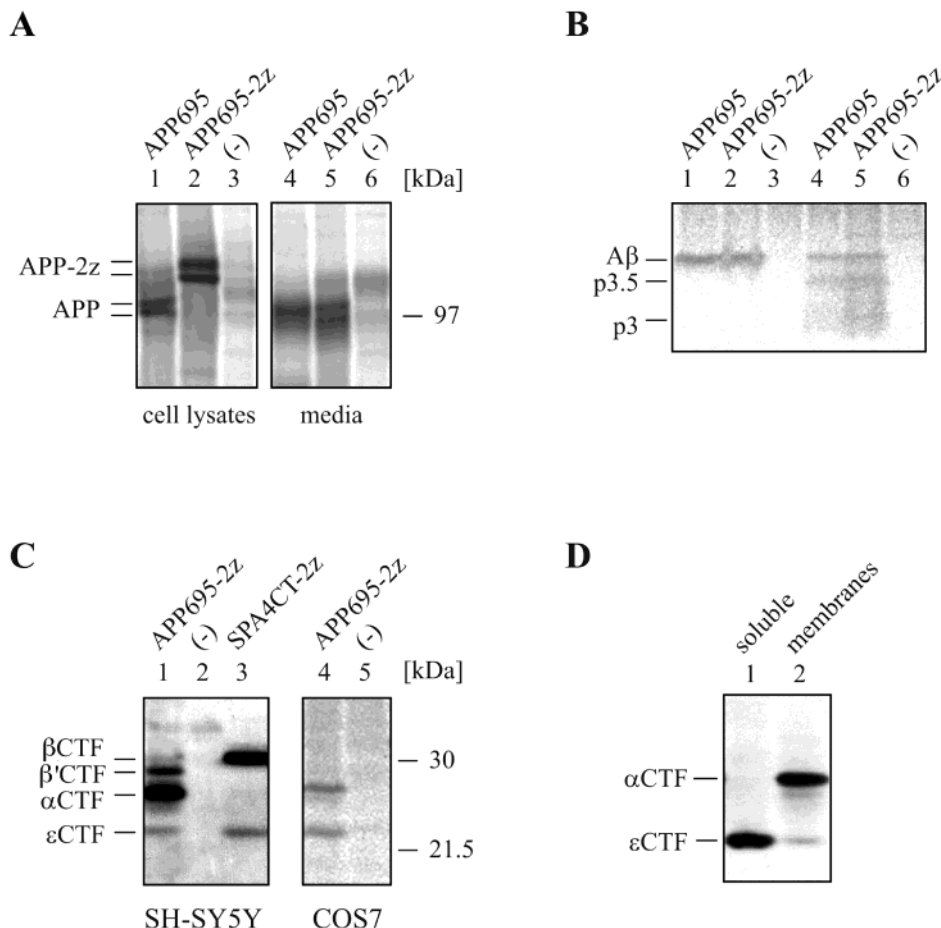 A
B
APP695 APP695-2z (-) APP695 APP695-2z (-)
1 2 3 4 5 6 [kDa]
APP-2z
APP
97
cell lysates media
APP695 APP695-2z (-) APP695 APP695-2z (-)
1 2 3 4 5 6
Aβ
p3.5
p3
C
D
APP695-2z (-) SPA4CT-2z APP695-2z (-)
1 2 3 4 5 [kDa]
βCTF
β'CTF
αCTF
εCTF
30
21.5
SH-SY5Y COS7
soluble membranes
1 2
αCTF
εCTF